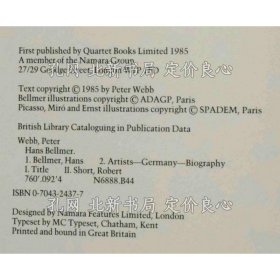 First published by Quartet Books Limited 1985
A member of the Namara Group
27/29 Goodge Street, London W1P 1FD
Text copyright © 1985 by Peter Webb
Bellmer illustrations copyright © ADAGP, Paris
Picasso, Miró and Ernst illustrations copyright © SPADEM, Paris
孔网 北新书局 定价良心
British Library Cataloguing in Publication Data
Webb, Peter
Hans Bellmer.
1. Bellmer, Hans 2. Artists—Germany—Biography
I. Title II. Short, Robert
760'.092'4 N6888.B44
ISBN 0-7043-2437-7
孔网 北新书局 定价良心
Designed by Namara Features Limited, London
Typeset by MC Typeset, Chatham, Kent
Printed and bound in Great Britain